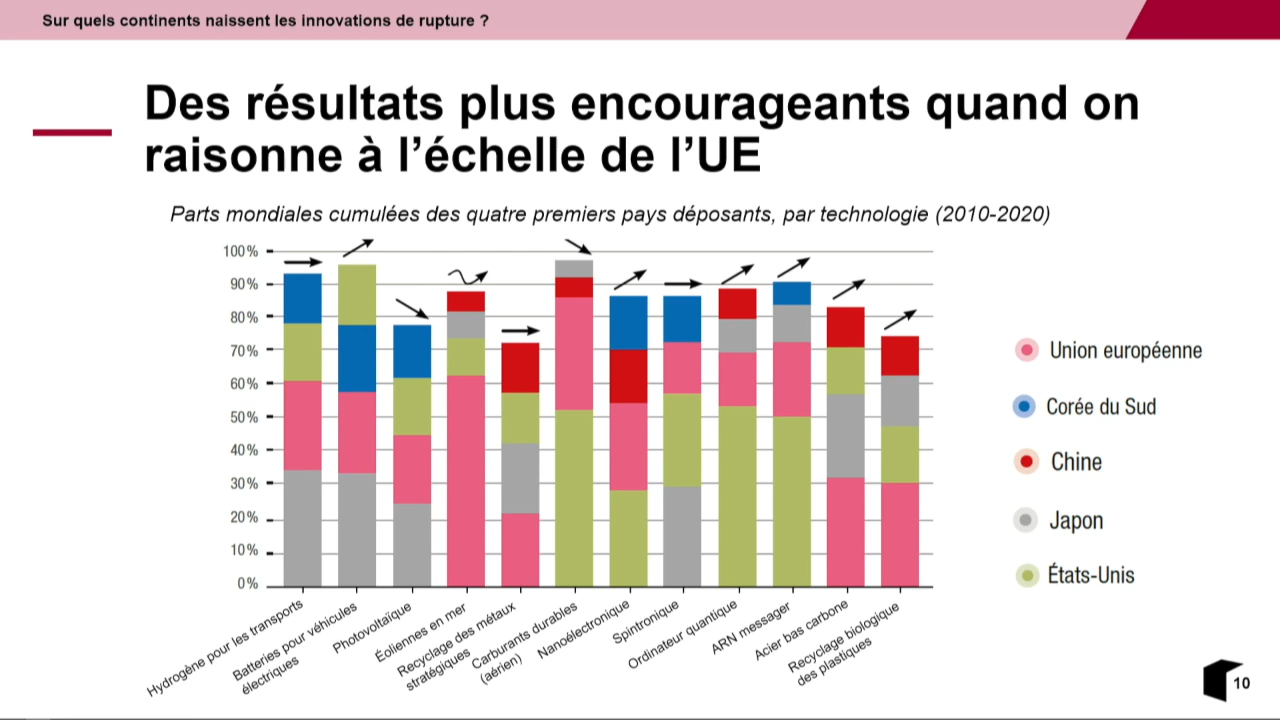 Sur quels continents naissent les innovations de rupture ?
Des résultats plus encourageants quand on
raisonne à l'échelle de l'UE
Parts mondiales cumulées des quatre premiers pays déposants, par technologie (2010-2020)
100%
90%
80%
70%
60%
50%
40%
30%
20%
10%
0%
Hydrogène pour les transports
Batteries pour véhicules
électriques
Photovoltaïque
Éoliennes en mer
Recyclage des métaux
stratégiques
Carburants durables
(aérien)
Nanoélectronique
Spintronique
Ordinateur quantique
ARN messager
Acier bas carbone
Recyclage biologique
des plastiques
Union européenne
Corée du Sud
Chine
Japon
États-Unis
10